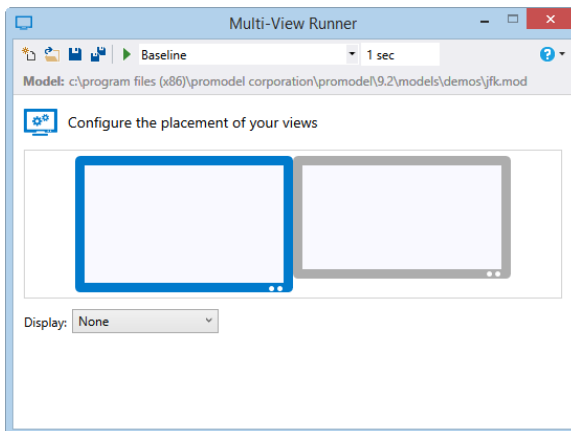 Multi-View Runner
Baseline 1 sec
Model: c:\program files (x86)\promodel corporation\promodel\9.2\models\demos\jfk.mod
Configure the placement of your views
Display: None